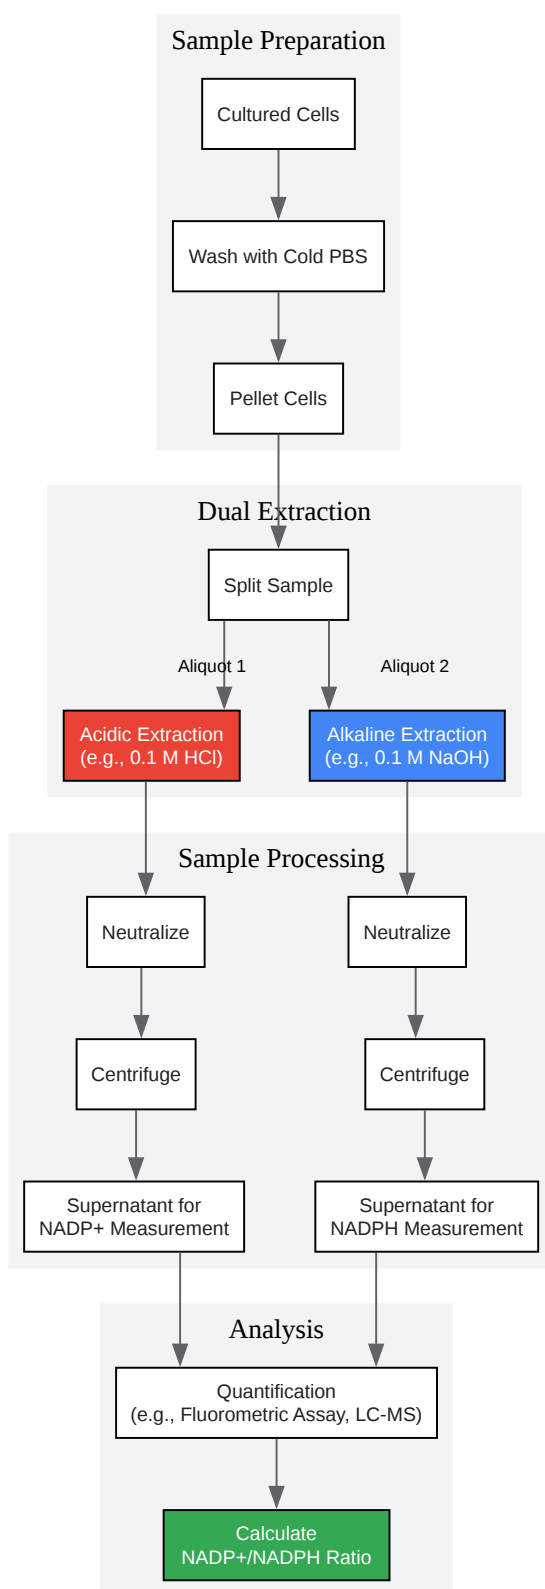 Sample Preparation
Cultured Cells
Wash with Cold PBS
Pellet Cells
Dual Extraction
Split Sample
Aliquot 1
Aliquot 2
Acidic Extraction
(e.g., 0.1 M HCl)
Alkaline Extraction
(e.g., 0.1 M NaOH)
Sample Processing
Neutralize
Neutralize
Centrifuge
Centrifuge
Supernatant for
NADP+ Measurement
Supernatant for
NADPH Measurement
Analysis
Quantification
(e.g., Fluorometric Assay, LC-MS)
Calculate
NADP+/NADPH Ratio